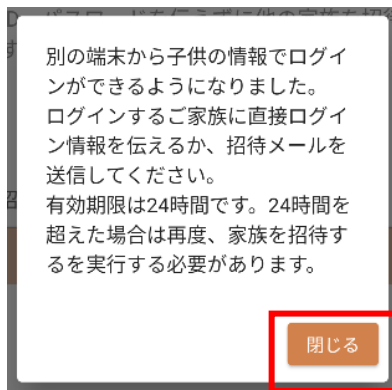 別の端末から子供の情報でログイ
ンができるようになりました。
ログインするご家族に直接ログイ
ン情報を伝えるか、招待メールを
送信してください。
有効期限は24時間です。24時間を
超えた場合は再度、家族を招待す
るを実行する必要があります。
閉じる